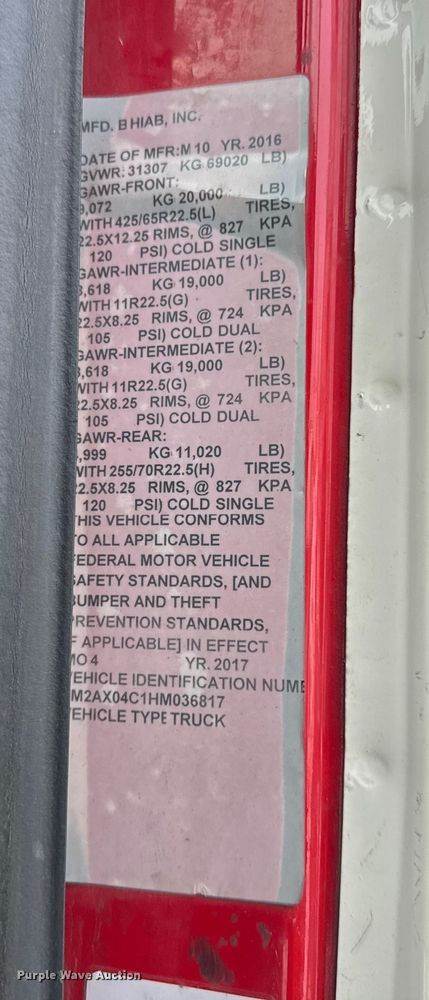 MFD. BHIAB, INC.
DATE OF MFR:M10 YR. 2016
GVWR: 31307 KG 69020 LB)
GAWR-FRONT:
9,072 KG 20,000 LB)
WITH 425/65R22.5(L) TIRES,
22.5X12.25 RIMS, @ 827 KPA
120 PSI) COLD SINGLE
GAWR-INTERMEDIATE (1):
8,618 KG 19,000 LB)
WITH 11R22.5(G) TIRES,
22.5X8.25 RIMS, @ 724 KPA
105 PSI) COLD DUAL
GAWR-INTERMEDIATE (2):
,618 KG 19,000 LB)
WITH 11R22.5(G) TIRES,
22.5X8.25 RIMS, @ 724 KPA
105 PSI) COLD DUAL
GAWR-REAR:
,999 KG 11,020 LB)
WITH 255/70R22.5(H) TIRES,
22.5X8.25 RIMS, @ 827 KPA
120 PSI) COLD SINGLE
THIS VEHICLE CONFORMS
TO ALL APPLICABLE
FEDERAL MOTOR VEHICLE
SAFETY STANDARDS, [AND
BUMPER AND THEFT
PREVENTION STANDARDS,
F APPLICABLE] IN EFFECT
MO 4 YR. 2017
VEHICLE IDENTIFICATION NUMB
1M2AX04C1HM036817
VEHICLE TYPE TRUCK
Purple Wave Auction